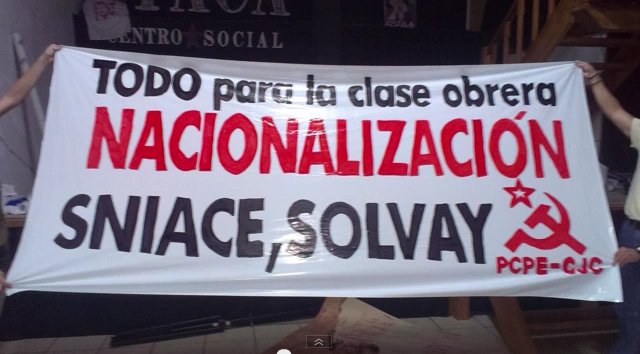 CENTRO SOCIAL
TODO para la clase obrera
NACIONALIZACIÓN
SNIACE, SOLVAY
PCPE-CJC